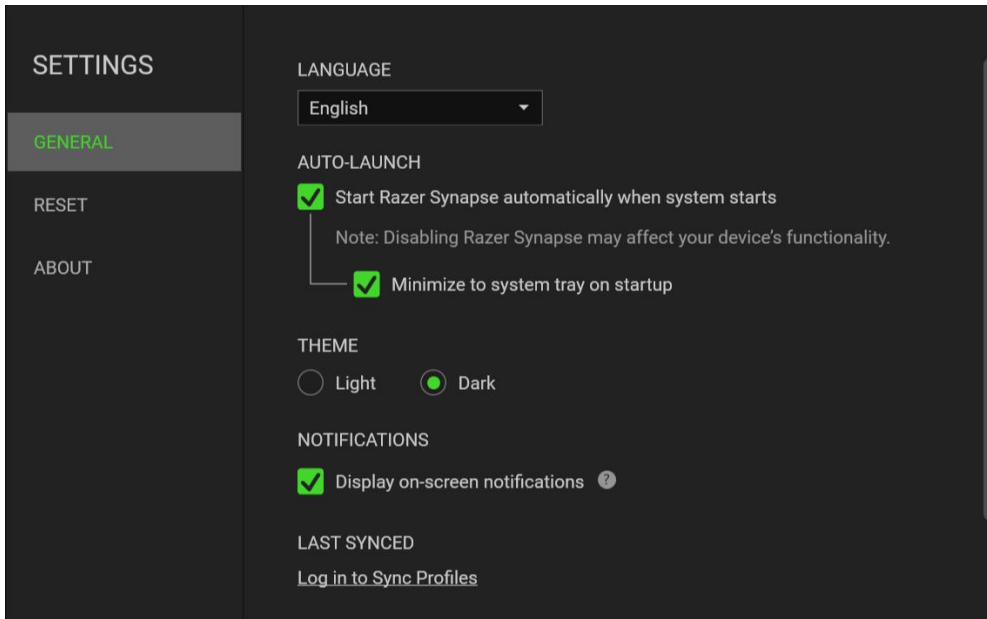 SETTINGS
GENERAL
RESET
ABOUT
LANGUAGE
English
AUTO-LAUNCH
Start Razer Synapse automatically when system starts
Note: Disabling Razer Synapse may affect your device’s functionality.
Minimize to system tray on startup
THEME
Light
Dark
NOTIFICATIONS
Display on-screen notifications ?
LAST SYNCED
Log in to Sync Profiles